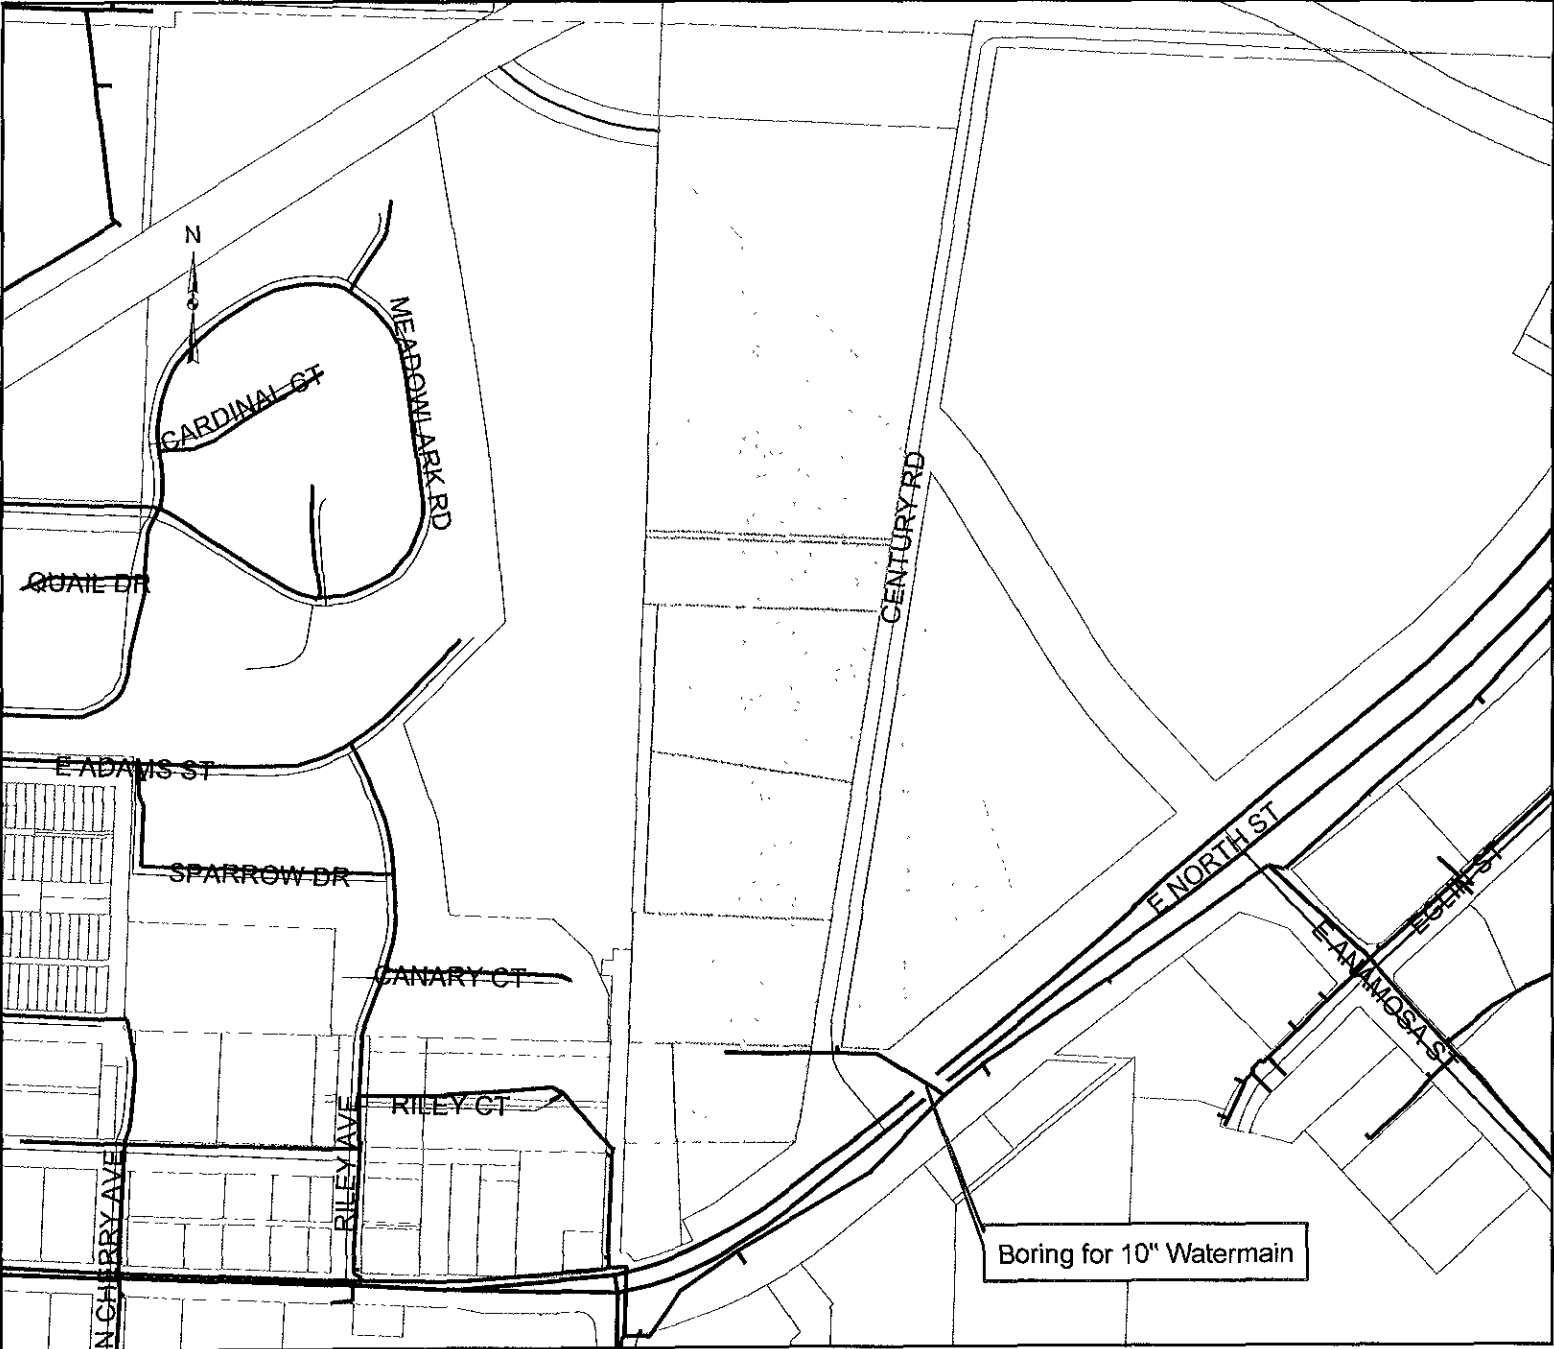 N
MEADOWLARK RD
CARDINAL CT
CENTURY RD
QUAIL DR
E ADAMS ST
SPARROW DR
E NORTH ST
EGLIN ST
E ANAMOSA ST
CANARY CT
RILEY CT
RILEY AVE
N CHERRY AVE
Boring for 10" Watermain